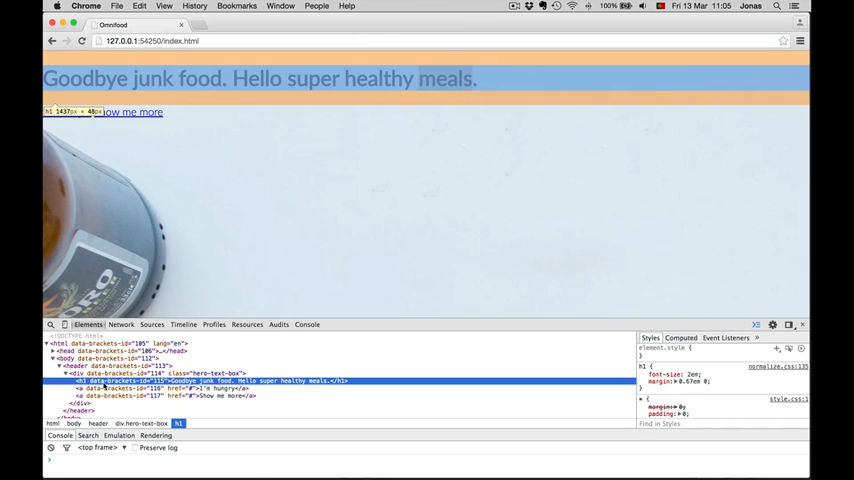 Chrome File Edit View History Bookmarks Window People Help 100% Fri 13 Mar 11:05 Jonas
Omnifood
127.0.0.1:54250/index.html
Goodbye junk food. Hello super healthy meals.
h1 1437px × 48px
ow me more
Elements Network Sources Timeline Profiles Resources Audits Console
<!DOCTYPE html>
<html data-brackets-id="105" lang="en">
<head data-brackets-id="106">…</head>
<body data-brackets-id="112">
<header data-brackets-id="113">
<div data-brackets-id="114" class="hero-text-box">
<h1 data-brackets-id="115">Goodbye junk food. Hello super healthy meals.</h1>
<a data-brackets-id="116" href="#">I'm hungry</a>
<a data-brackets-id="117" href="#">Show me more</a>
</div>
</header>
html body header div.hero-text-box h1
Styles Computed Event Listeners »
element.style {
}
h1 { normalize.css:135
font-size: 2em;
margin: 0.67em 0;
}
* { style.css:1
margin: 0;
padding: 0;
Find in Styles
Console Search Emulation Rendering
<top frame> Preserve log
>